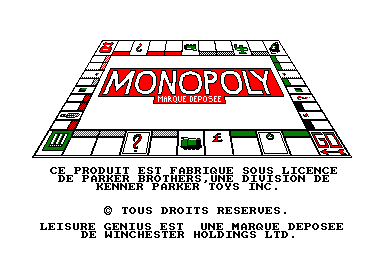 MONOPOLY
MARQUE DEPOSEE
GO
CE PRODUIT EST FABRIQUE SOUS LICENCE
DE PARKER BROTHERS,UNE DIVISION DE
KENNER PARKER TOYS INC.
© TOUS DROITS RESERVES.
LEISURE GENIUS EST UNE MARQUE DEPOSEE
DE WINCHESTER HOLDINGS LTD.